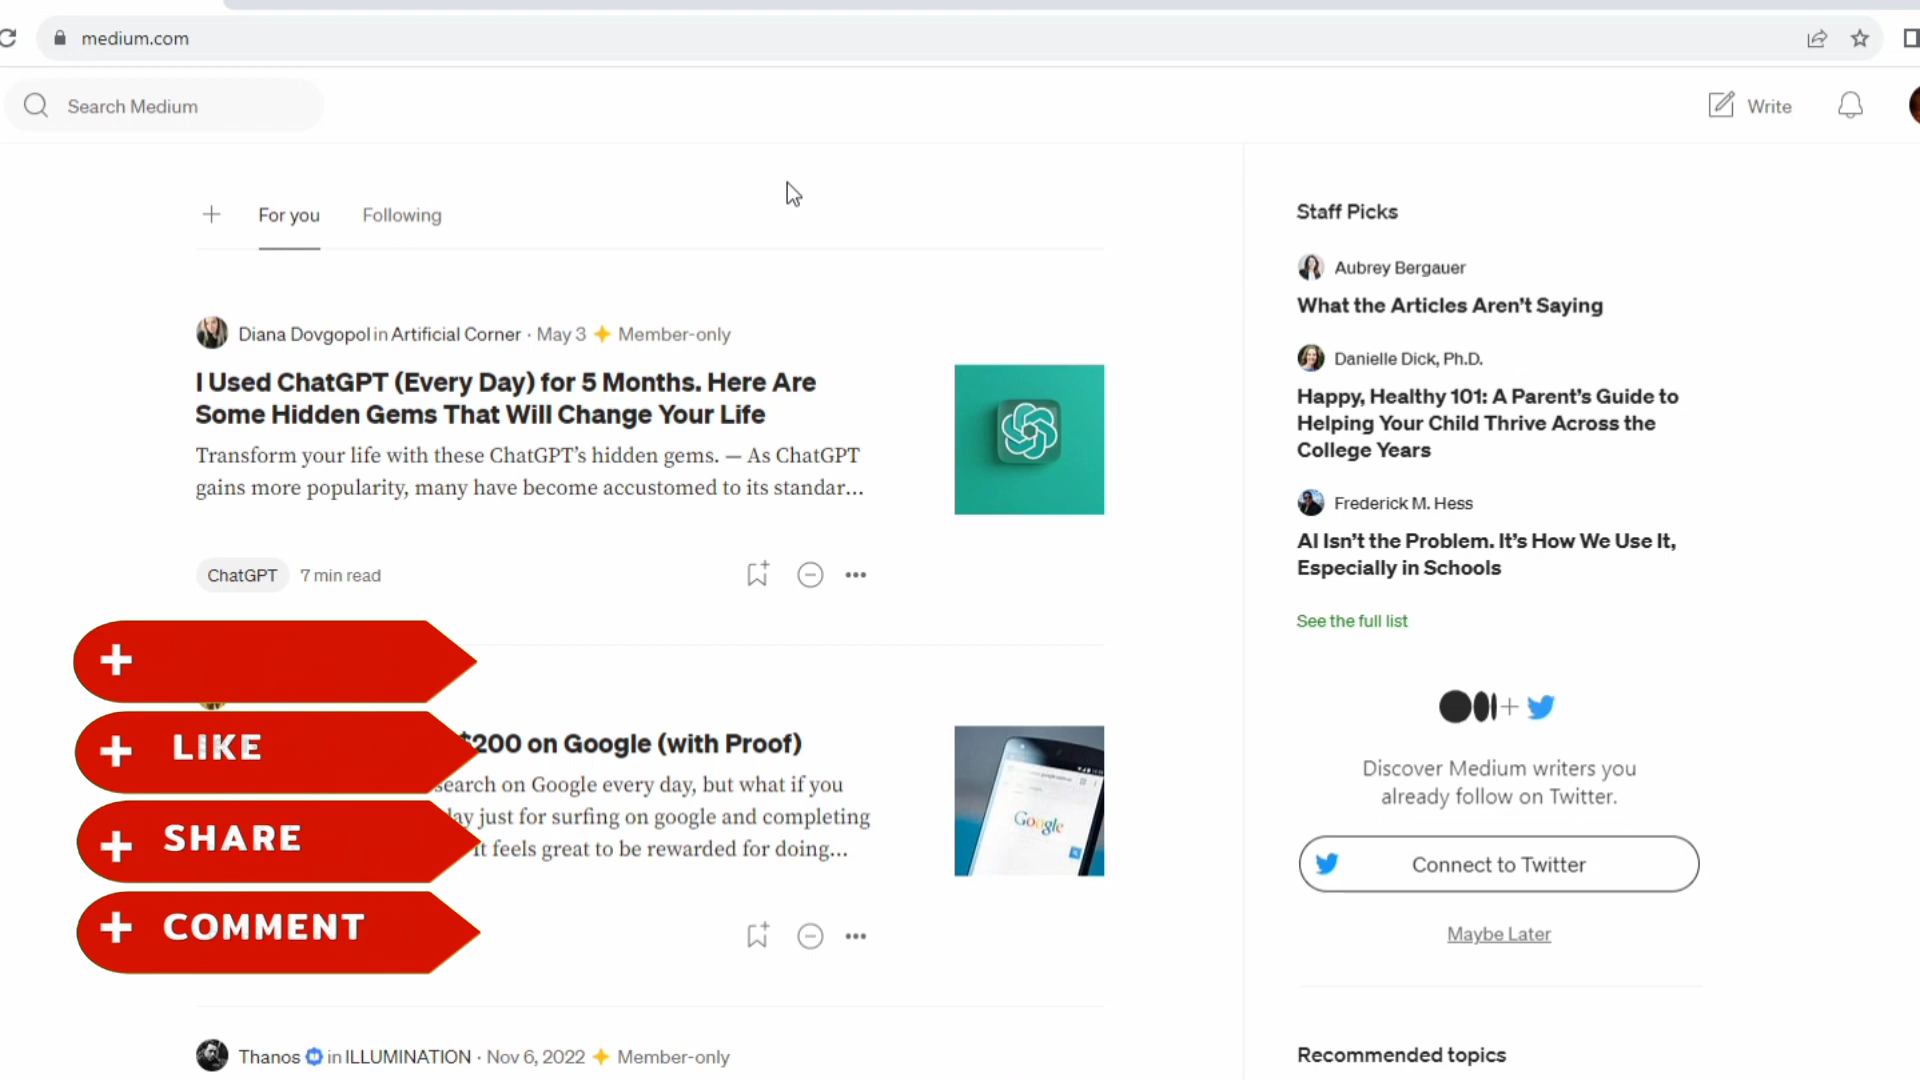 medium.com
Search Medium
Write
For you
Following
Diana Dovgopol in Artificial Corner · May 3 Member-only
I Used ChatGPT (Every Day) for 5 Months. Here Are
Some Hidden Gems That Will Change Your Life
Transform your life with these ChatGPT's hidden gems. — As ChatGPT
gains more popularity, many have become accustomed to its standar...
ChatGPT
7 min read
LIKE
SHARE
COMMENT
$200 on Google (with Proof)
search on Google every day, but what if you
just for surfing on google and completing
It feels great to be rewarded for doing...
Google
Thanos in ILLUMINATION · Nov 6, 2022 Member-only
Staff Picks
Aubrey Bergauer
What the Articles Aren't Saying
Danielle Dick, Ph.D.
Happy, Healthy 101: A Parent's Guide to
Helping Your Child Thrive Across the
College Years
Frederick M. Hess
AI Isn't the Problem. It's How We Use It,
Especially in Schools
See the full list
Discover Medium writers you
already follow on Twitter.
Connect to Twitter
Maybe Later
Recommended topics